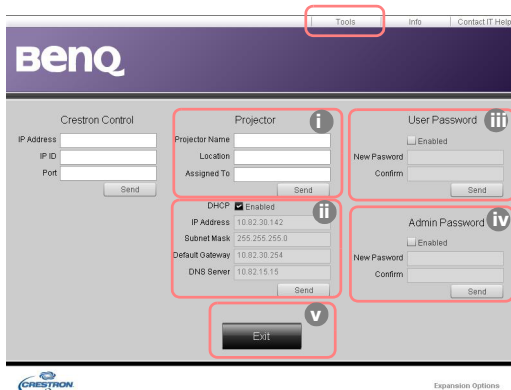 Tools Info Contact IT Help
BenQ
Crestron Control
IP Address
IP ID
Port
Send
Projector
i
Projector Name
Location
Assigned To
Send
DHCP Enabled
ii
IP Address 10.82.30.142
Subnet Mask 255.255.255.0
Default Gateway 10.82.30.254
DNS Server 10.82.15.15
Send
User Password
iii
Enabled
New Pasword
Confirm
Send
Admin Password
iv
Enabled
New Pasword
Confirm
Send
v
Exit
CRESTRON
Expansion Options